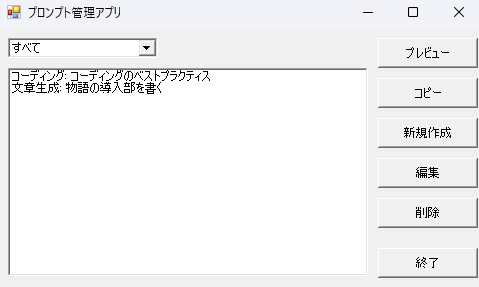 プロンプト管理アプリ
すべて
コーディング: コーディングのベストプラクティス
文章生成: 物語の導入部を書く
プレビュー
コピー
新規作成
編集
削除
終了